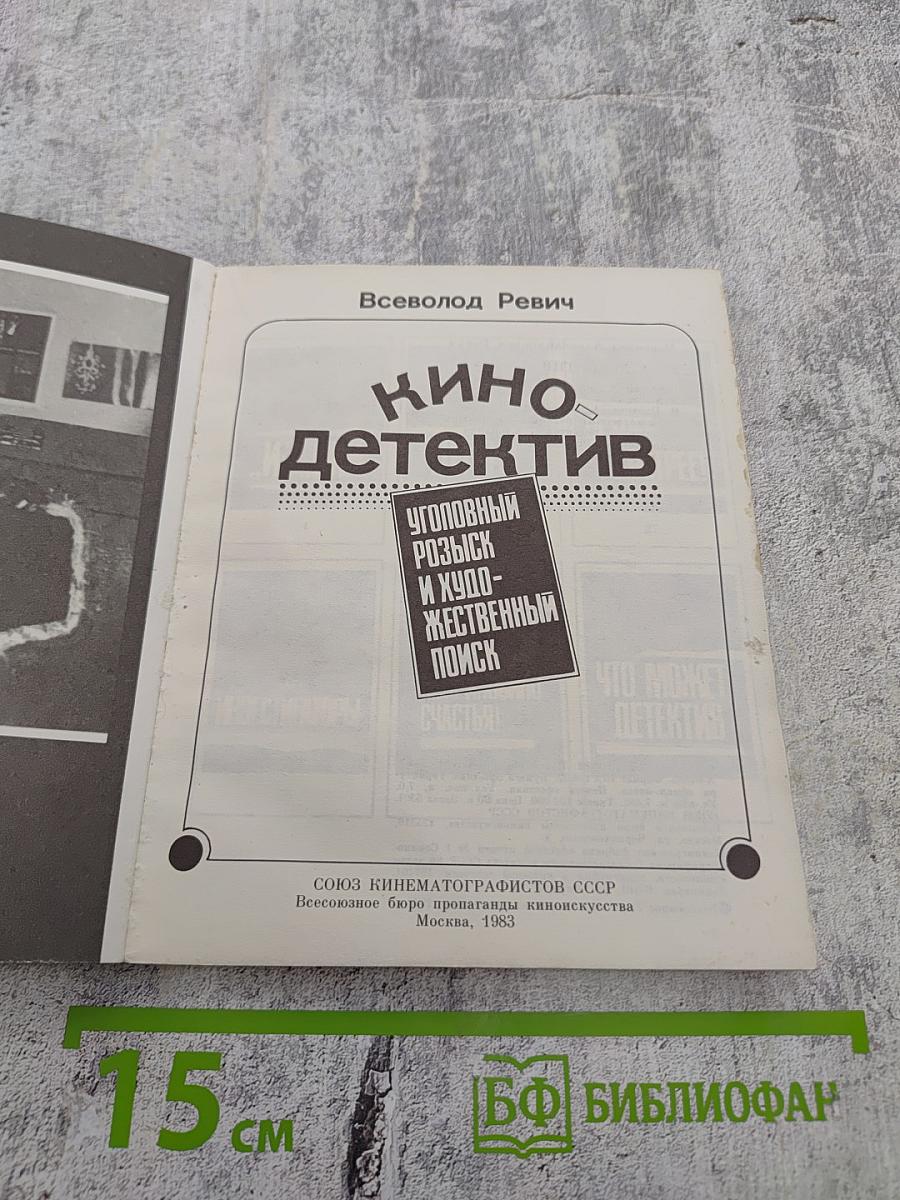 Всеволод Ревич
КИНО-
ДЕТЕКТИВ
УГОЛОВНЫЙ
РОЗЫСК
И ХУДО-
ЖЕСТВЕННЫЙ
ПОИСК
СОЮЗ КИНЕМАТОГРАФИСТОВ СССР
Всесоюзное бюро пропаганды киноискусства
Москва, 1983
15 см
БФ БИБЛИОФАН